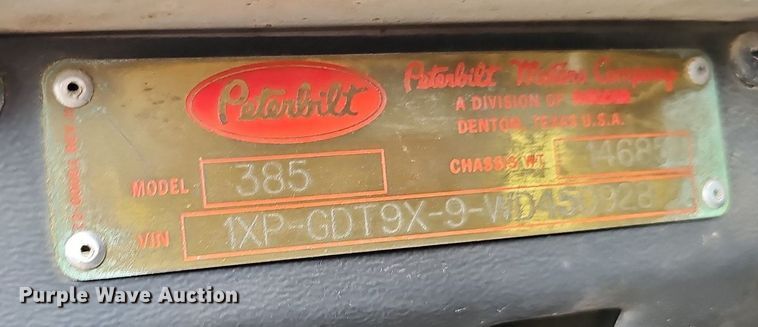 Peterbilt
Peterbilt Motors Company
A DIVISION OF
DENTON, TEXAS U.S.A.
MODEL 385
CHASSIS WT. 14685
VIN 1XP-GDT9X-9-
Purple Wave Auction